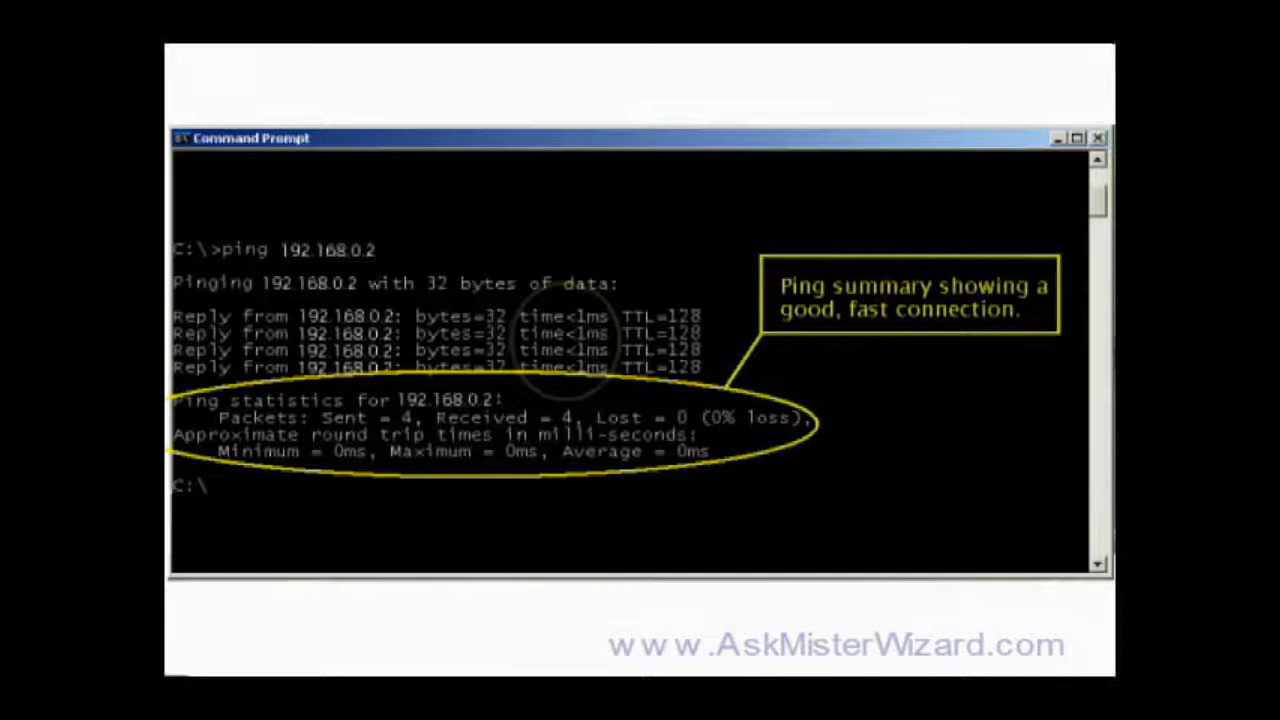 Command Prompt
C:\>ping 192.168.0.2
Pinging 192.168.0.2 with 32 bytes of data:
Reply from 192.168.0.2: bytes=32 time<1ms TTL=128
Reply from 192.168.0.2: bytes=32 time<1ms TTL=128
Reply from 192.168.0.2: bytes=32 time<1ms TTL=128
Reply from 192.168.0.2: bytes=32 time<1ms TTL=128
Ping summary showing a
good, fast connection.
Ping statistics for 192.168.0.2:
Packets: Sent = 4, Received = 4, Lost = 0 (0% loss),
Approximate round trip times in milli-seconds:
Minimum = 0ms, Maximum = 0ms, Average = 0ms
C:\
www.AskMisterWizard.com